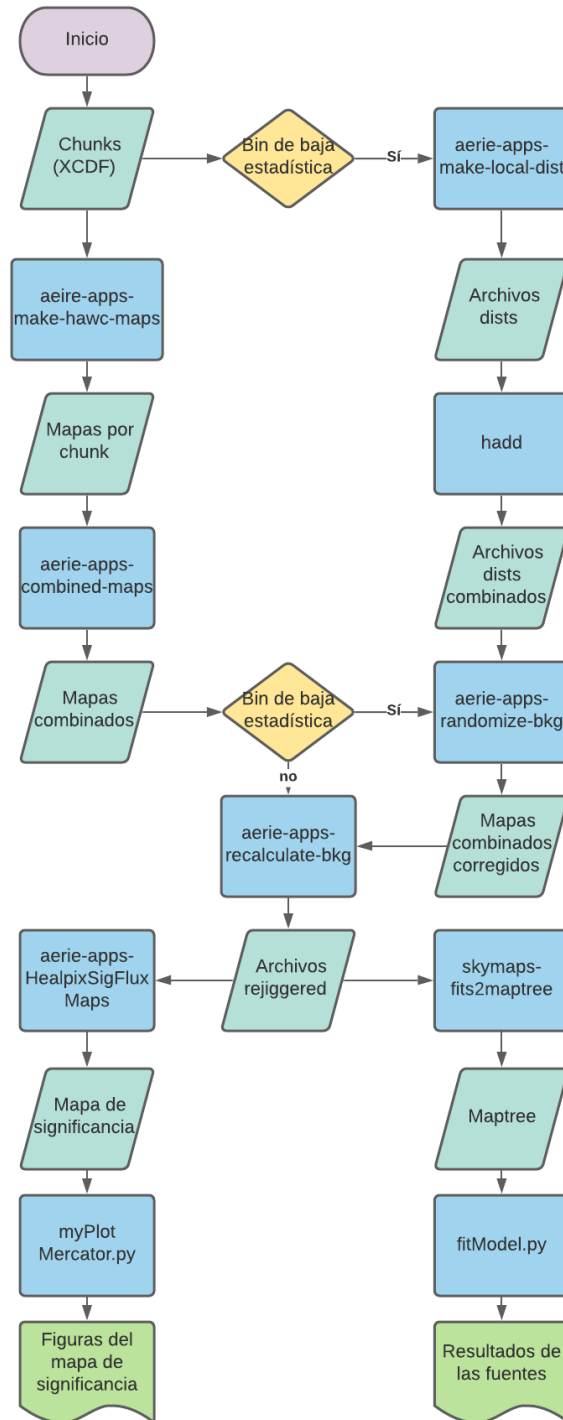 Inicio
Chunks
(XCDF)
Bin de baja
estadística
Sí
aerie-apps-
make-local-dist
aeire-apps-
make-hawc-maps
Archivos
dists
Mapas por
chunk
hadd
aerie-apps-
combined-maps
Archivos
dists
combinados
Mapas
combinados
Bin de baja
estadística
Sí
aerie-apps-
randomize-bkg
no
aerie-apps-
recalculate-bkg
Mapas
combinados
corregidos
aerie-apps-
HealpixSigFlux
Maps
Archivos
rejiggered
skymaps-
fits2maptree
Mapa de
significancia
Maptree
myPlot
Mercator.py
fitModel.py
Figuras del
mapa de
significancia
Resultados de
las fuentes